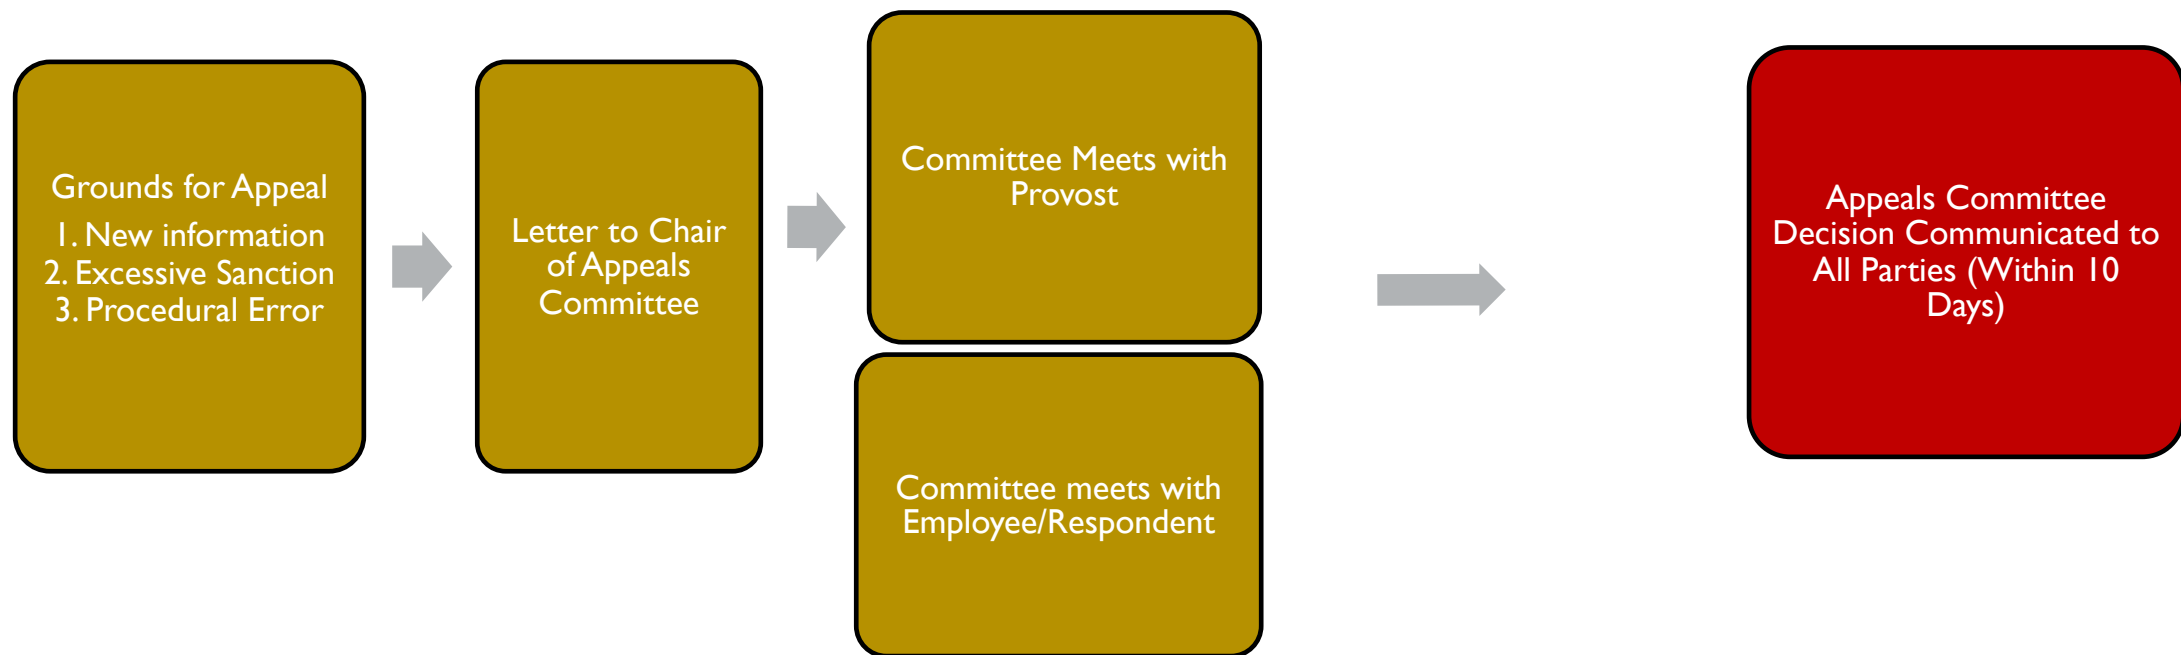 Grounds for Appeal
1. New information
2. Excessive Sanction
3. Procedural Error
Letter to Chair
of Appeals
Committee
Committee Meets with
Provost
Committee meets with
Employee/Respondent
Appeals Committee
Decision Communicated to
All Parties (Within 10
Days)